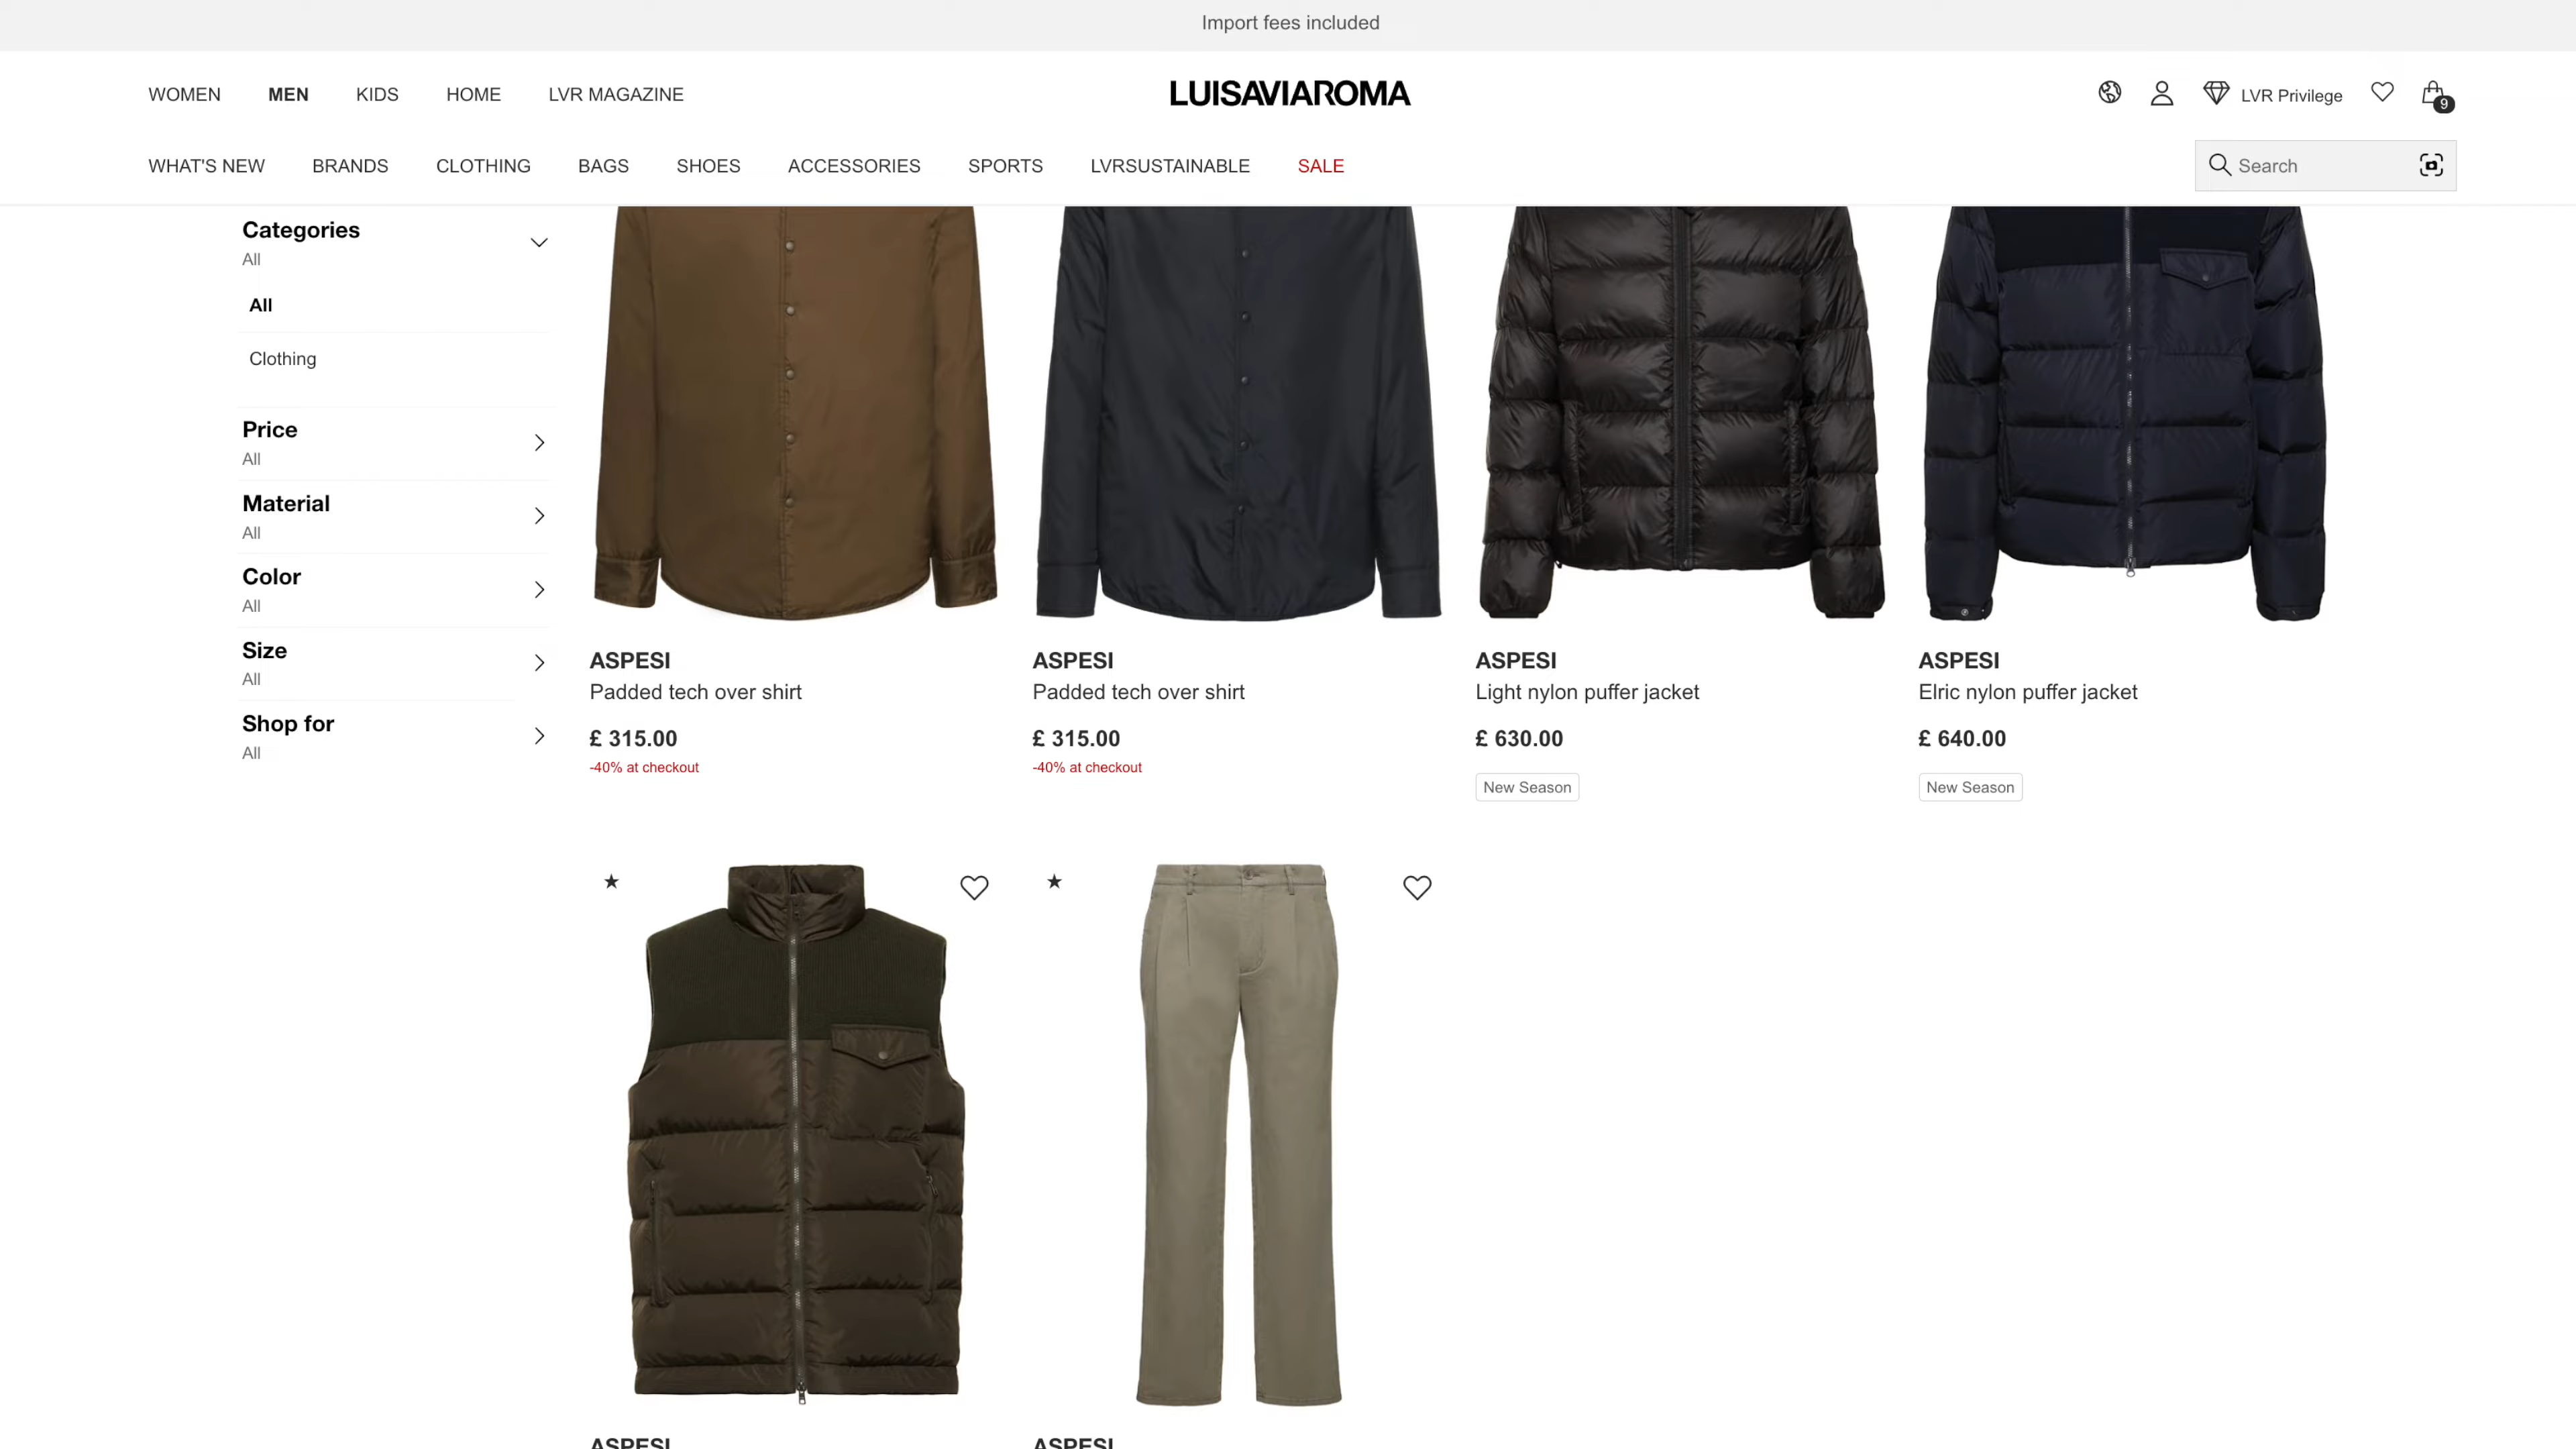 Import fees included
WOMEN MEN KIDS HOME LVR MAGAZINE
LUISAVIAROMA
LVR Privilege
9
WHAT'S NEW BRANDS CLOTHING BAGS SHOES ACCESSORIES SPORTS LVRSUSTAINABLE SALE
Search
Categories
All
All
Clothing
Price
All
Material
All
Color
All
Size
All
Shop for
All
ASPESI
Padded tech over shirt
£ 315.00
-40% at checkout
ASPESI
Padded tech over shirt
£ 315.00
-40% at checkout
ASPESI
Light nylon puffer jacket
£ 630.00
New Season
ASPESI
Elric nylon puffer jacket
£ 640.00
New Season
ASPESI
ASPESI